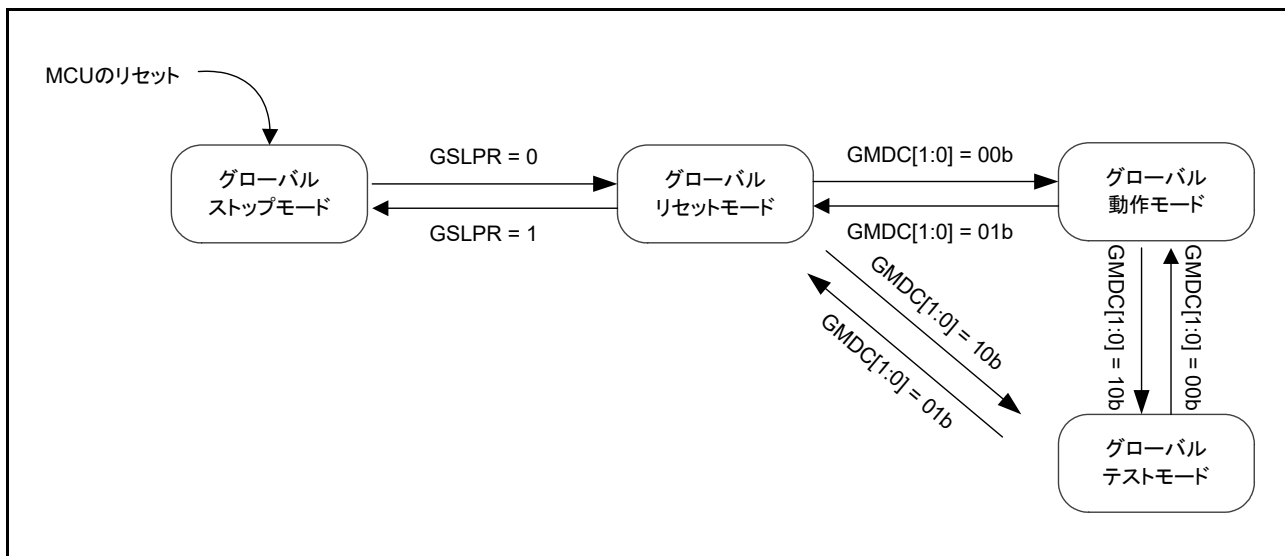 MCUのリセット
グローバル
ストップモード
GSLPR = 0
GSLPR = 1
グローバル
リセットモード
GMDC[1:0] = 00b
GMDC[1:0] = 01b
グローバル
動作モード
GMDC[1:0] = 10b
GMDC[1:0] = 01b
GMDC[1:0] = 10b
GMDC[1:0] = 00b
グローバル
テストモード